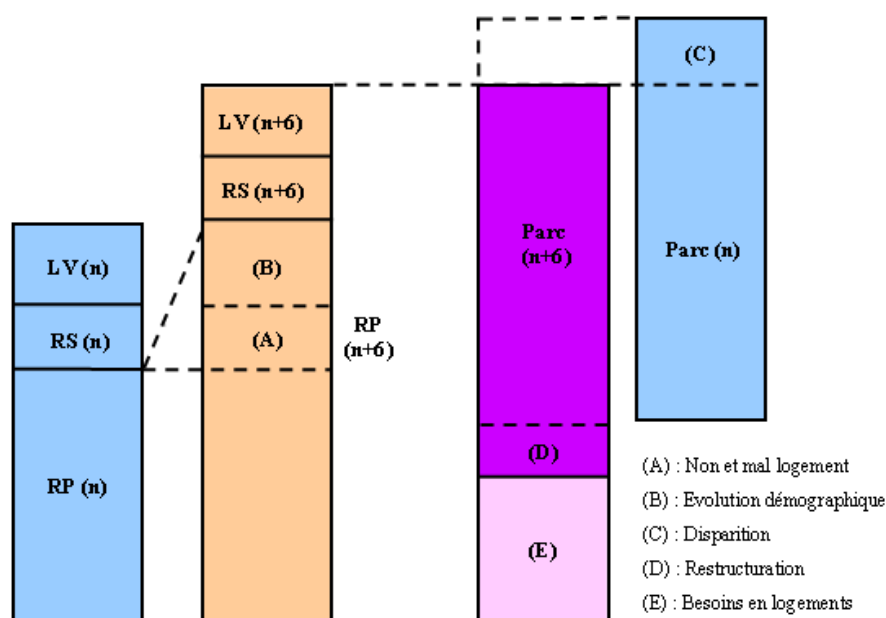 LV (n)
RS (n)
RP (n)
LV (n+6)
RS (n+6)
(B)
(A)
RP
(n+6)
Parc
(n+6)
(D)
(E)
(C)
Parc (n)
(A) : Non et mal logement
(B) : Evolution démographique
(C) : Disparition
(D) : Restructuration
(E) : Besoins en logements